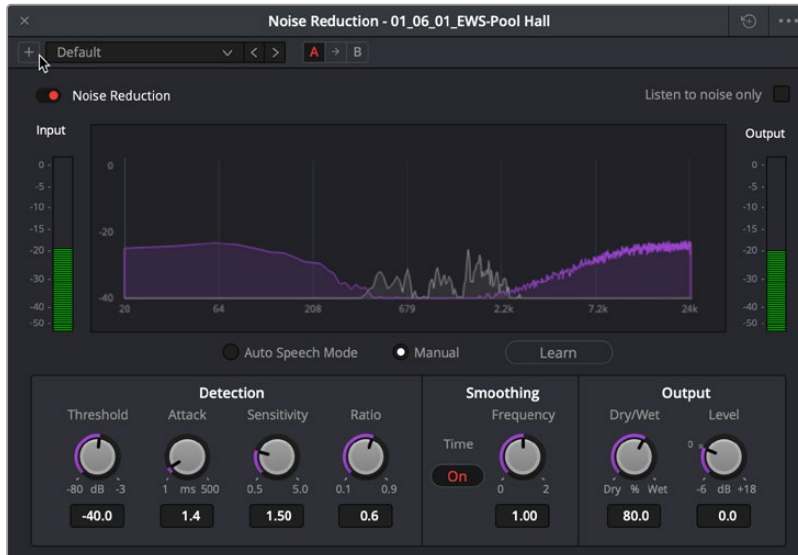 Noise Reduction - 01_06_01_EWS-Pool Hall
Default A B
Noise Reduction Listen to noise only
Input Output
0 0 0
-5 -5
-10 -10
-15 -15
-20 -20 -20
-30 -30
-40 -40 -40
-50 -50
20 64 208 679 2.2k 7.2k 24k
Auto Speech Mode Manual Learn
Detection Smoothing Output
Threshold Attack Sensitivity Ratio Frequency Dry/Wet Level
Time 0
On
-80 dB -3 1 ms 500 0.5 5.0 0.1 0.9 0 2 Dry % Wet -6 dB +18
-40.0 1.4 1.50 0.6 1.00 80.0 0.0